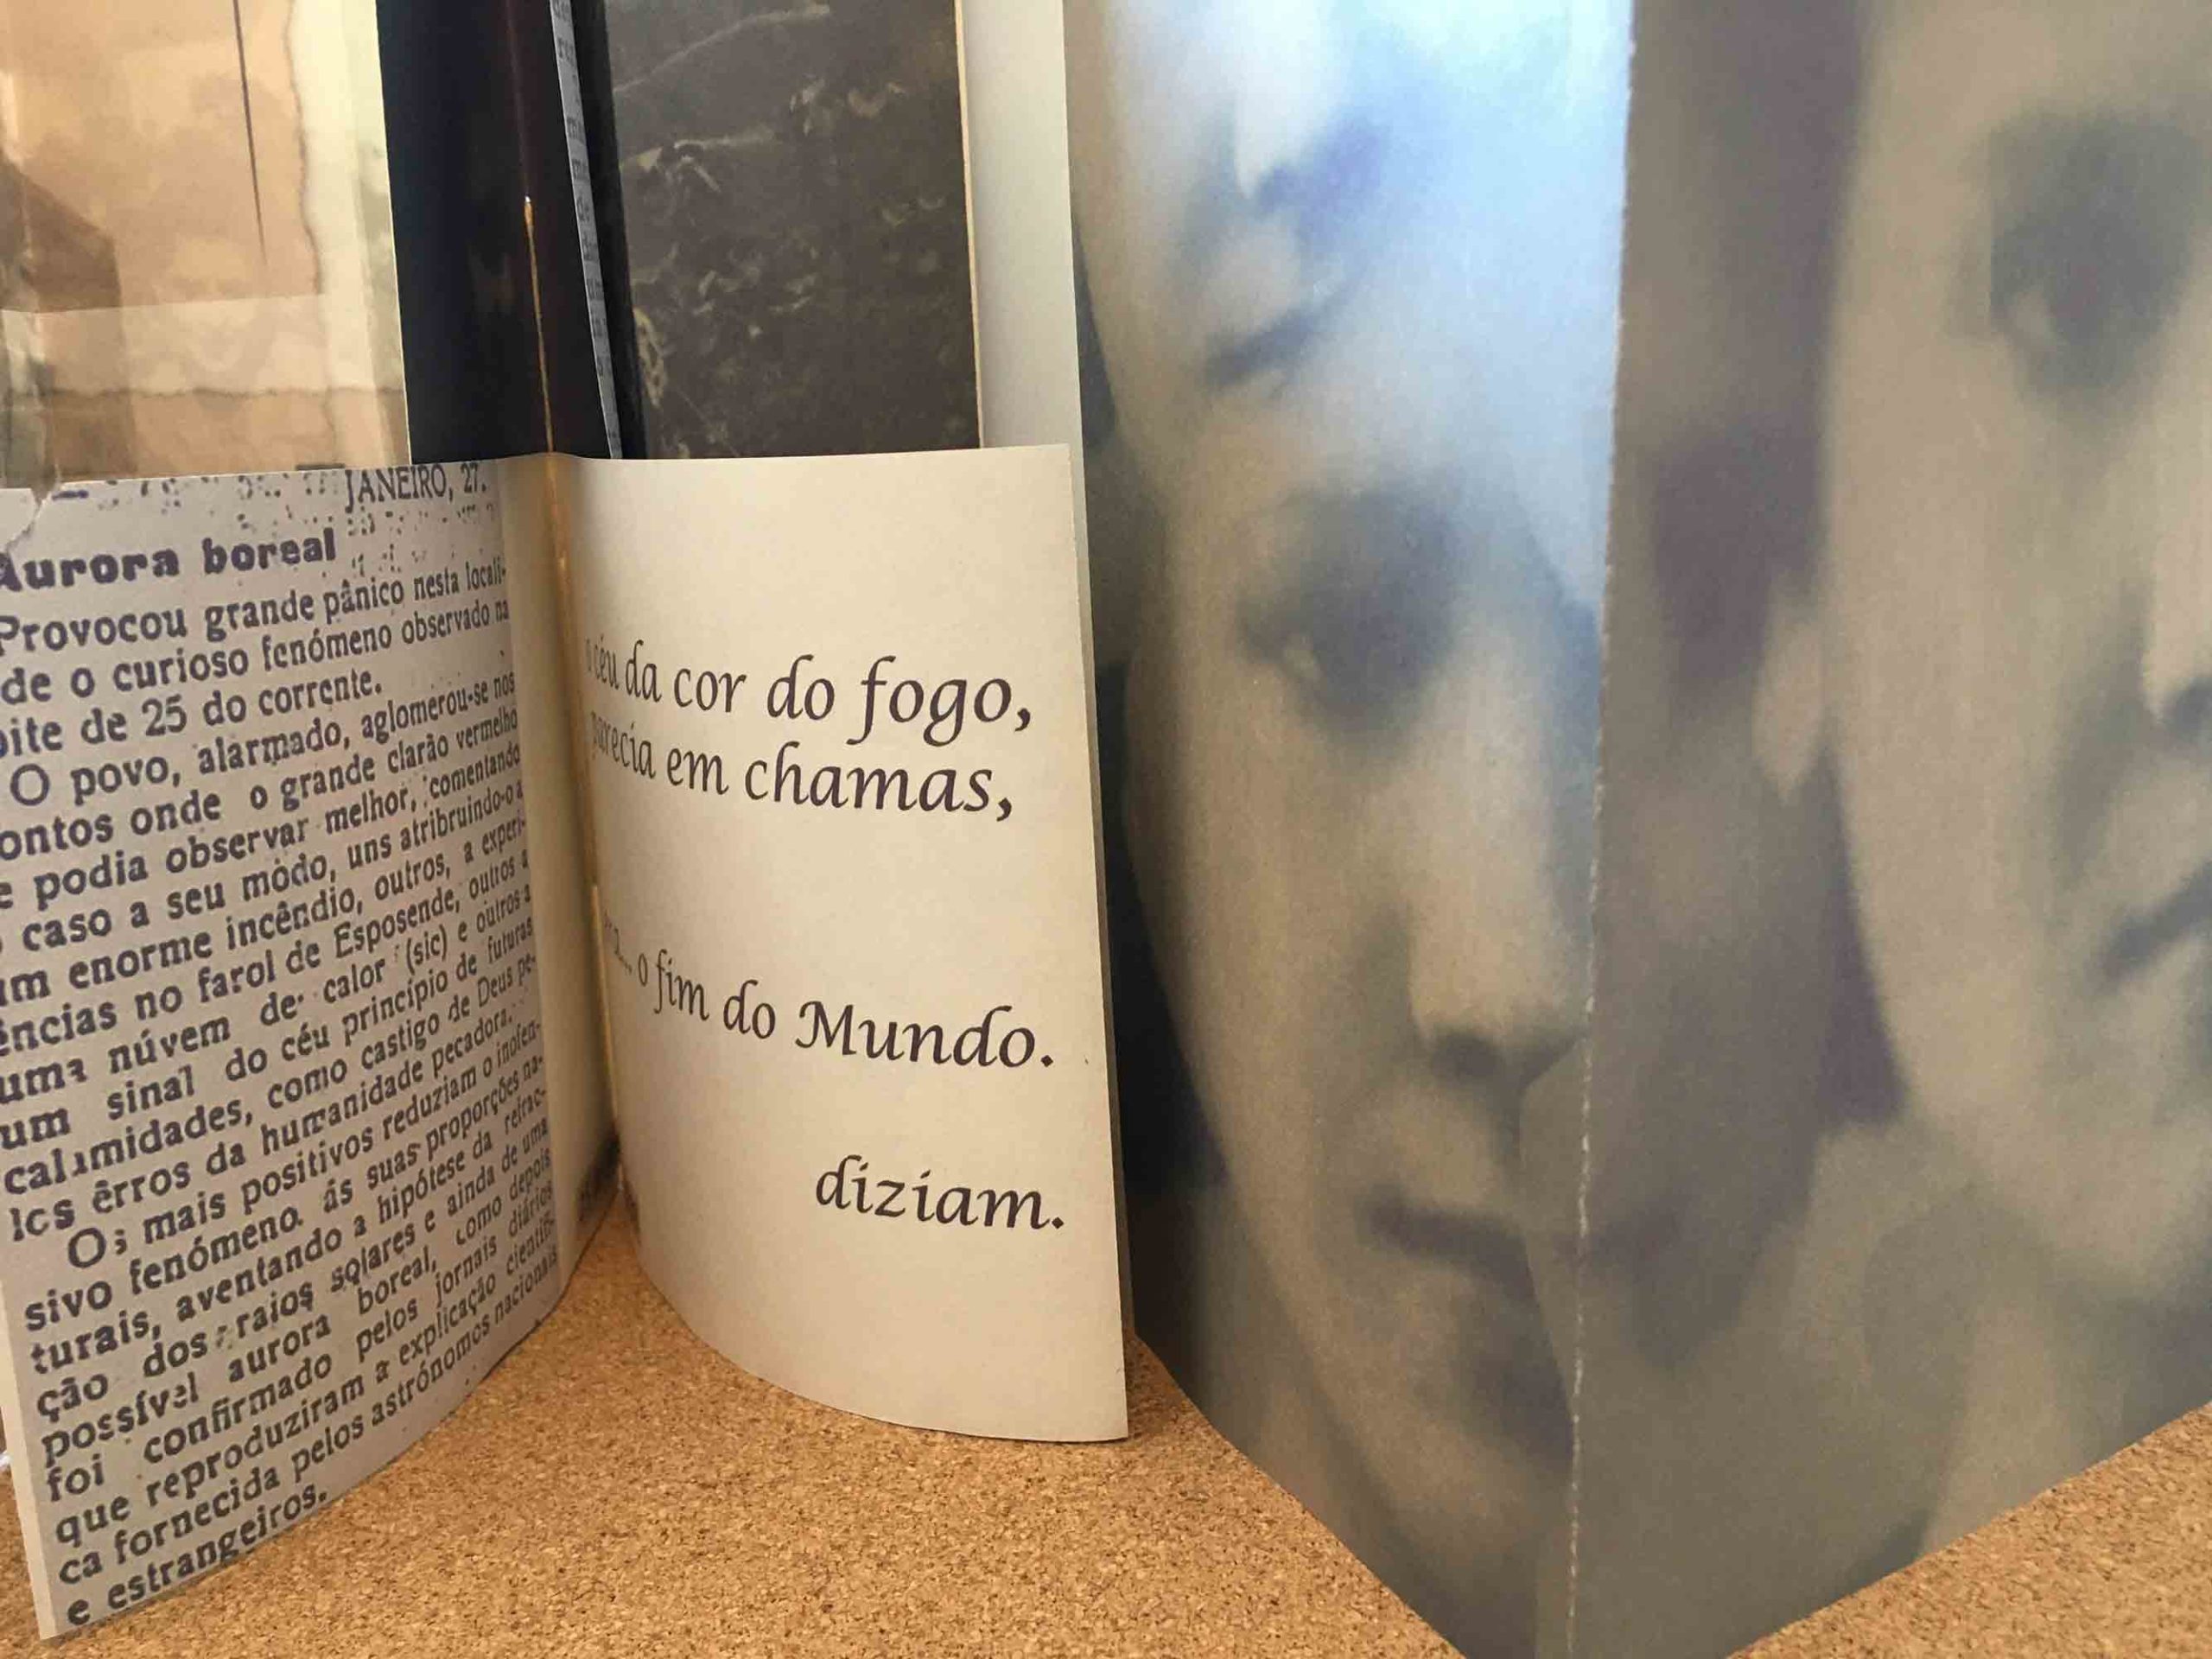 JANEIRO, 27.
Aurora boreal
Provocou grande pânico nesta locali-
de o curioso fenómeno observado na
oite de 25 do corrente.
O povo, alarmado, aglomerou-se nos
ontos onde o grande clarão vermelho
e podia observar melhor, comentando
o caso a seu môdo, uns atribruindo-o a
um enorme incêndio, outros, a experi-
ências no farol de Esposende, outros a
uma núvem de calor (sic) e outros a
um sinal do céu princípio de futuras
calamidades, como castigo de Deus pe-
los êrros da humanidade pecadora.
Os mais positivos reduziam o inofen-
sivo fenómeno ás suas proporções na-
turais, aventando a hipótese da refrac-
ção dos raios solares e ainda de uma
possível aurora boreal, como depois
foi confirmado pelos jornais diários
que reproduziram a explicação científi-
ca fornecida pelos astrónomos nacionais
e estrangeiros.
o céu da cor do fogo,
parecia em chamas,
... o fim do Mundo.
diziam.